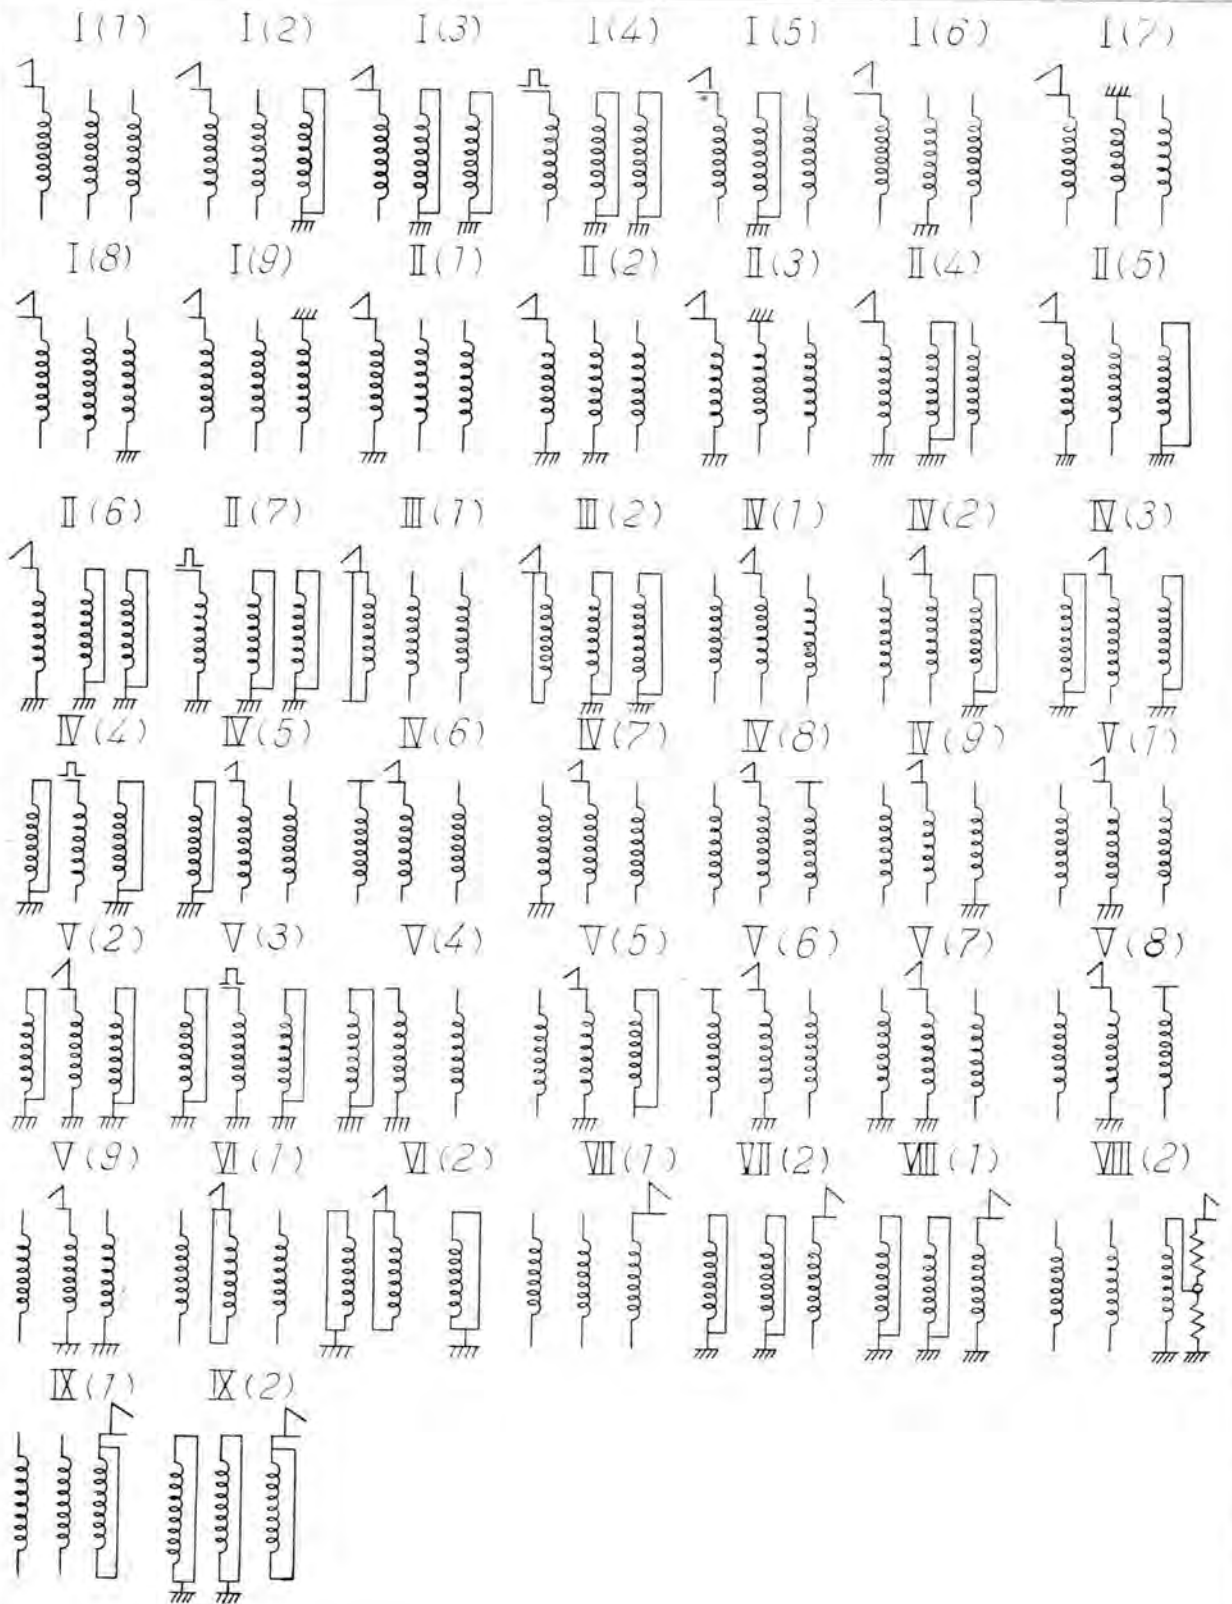 I(1) I(2) I(3) I(4) I(5) I(6) I(7)
I(8) I(9) II(1) II(2) II(3) II(4) II(5)
II(6) II(7) III(1) III(2) IV(1) IV(2) IV(3)
IV(4) IV(5) IV(6) IV(7) IV(8) IV(9) V(1)
V(2) V(3) V(4) V(5) V(6) V(7) V(8)
V(9) VI(1) VI(2) VII(1) VII(2) VIII(1) VIII(2)
IX(1) IX(2)